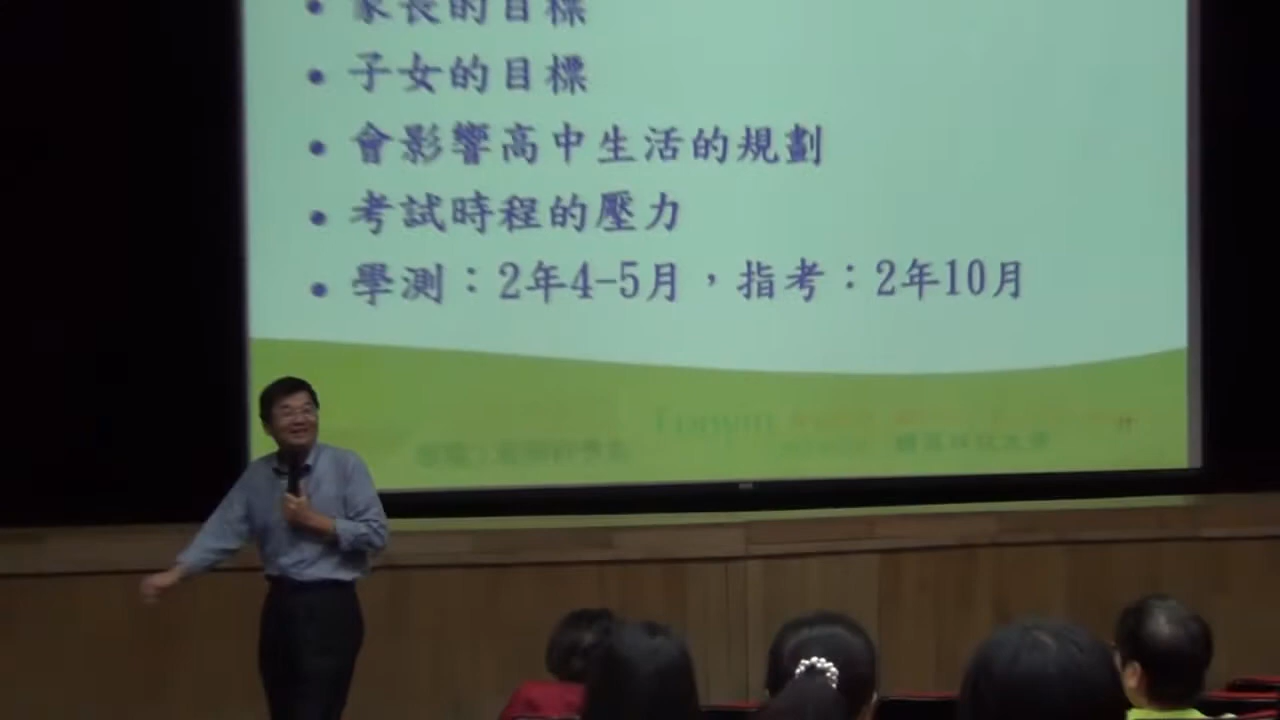 家長的目標
子女的目標
會影響高中生活的規劃
考試時程的壓力
學測：2年4-5月，指考：2年10月